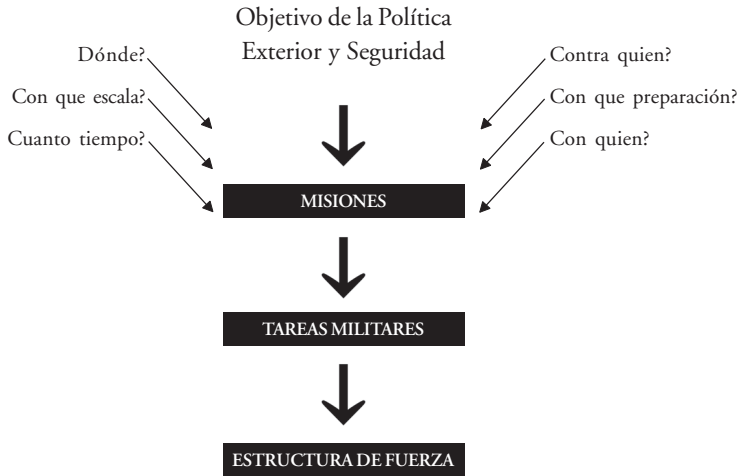 Objetivo de la Política
Exterior y Seguridad
Dónde?
Con que escala?
Cuanto tiempo?
Contra quien?
Con que preparación?
Con quien?
MISIONES
TAREAS MILITARES
ESTRUCTURA DE FUERZA